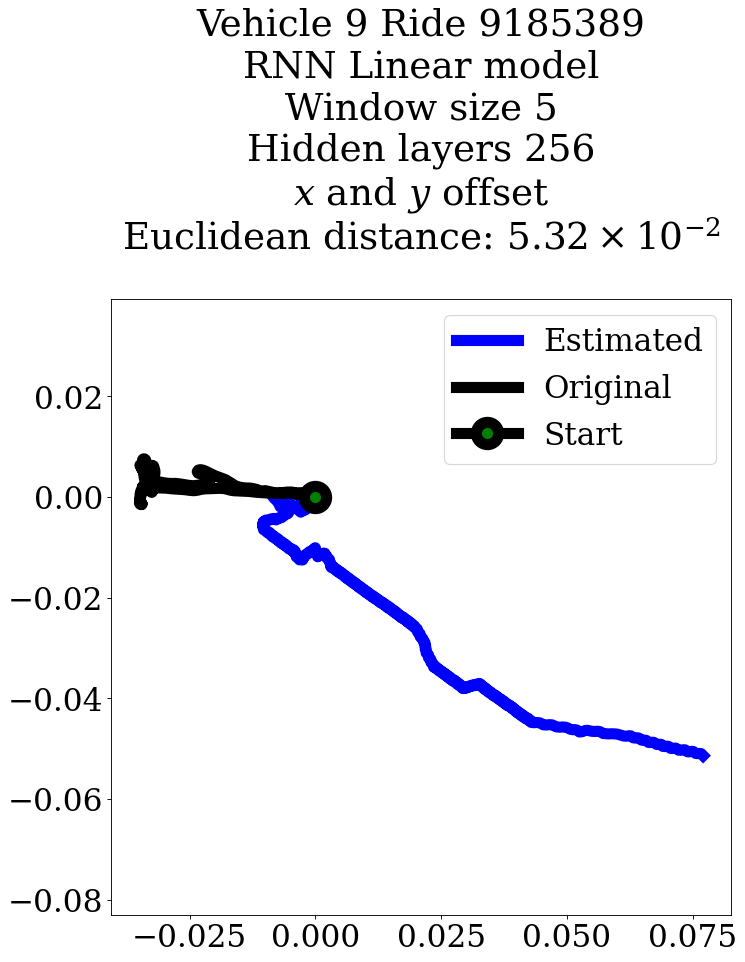 Vehicle 9 Ride 9185389
RNN Linear model
Window size 5
Hidden layers 256
x and y offset
Euclidean distance: 5.32 × 10⁻²
Estimated
Original
Start
0.02
0.00
−0.02
−0.04
−0.06
−0.08
−0.025 0.000 0.025 0.050 0.075